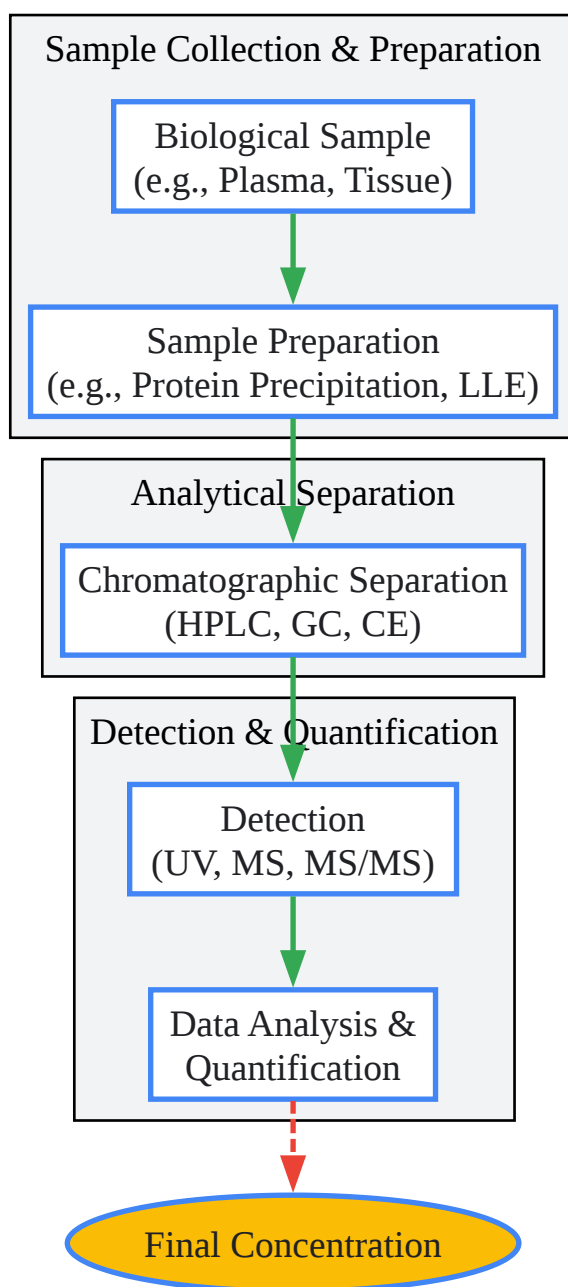 Sample Collection & Preparation
Biological Sample
(e.g., Plasma, Tissue)
Sample Preparation
(e.g., Protein Precipitation, LLE)
Analytical Separation
Chromatographic Separation
(HPLC, GC, CE)
Detection & Quantification
Detection
(UV, MS, MS/MS)
Data Analysis &
Quantification
Final Concentration